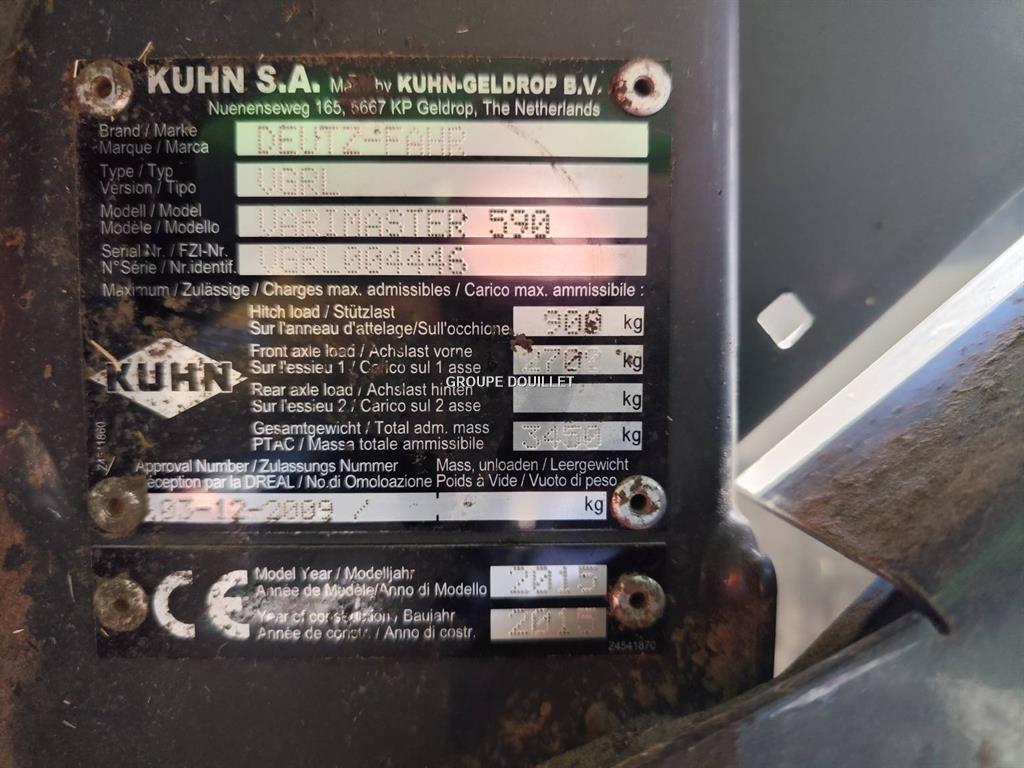 KUHN S.A. by KUHN-GELDROP B.V.
Nuenenseweg 165, 5667 KP Geldrop, The Netherlands
Brand / Marke DEUTZ-FAHR
Marque / Marca
Type / Typ VGRL
Version / Tipo
Modell / Model VARIMASTER 590
Modèle / Modello
Serial Nr. / FZI-Nr. VGRL004446
N° Série / Nr.identif.
Maximum / Zulässige / Charges max. admissibles / Carico max. ammissibile :
Hitch load / Stützlast 900 kg
Sur l'anneau d'attelage/Sull'occhione
Front axle load / Achslast vorne kg
Sur l'essieu 1 / Carico sul 1 asse
KUHN
GROUPE DOUILLET
Rear axle load / Achslast hinten kg
Sur l'essieu 2 / Carico sul 2 asse
Gesamtgewicht / Total adm. mass 3450 kg
PTAC / Massa totale ammissibile
Approval Number / Zulassungs Nummer Mass, unloaden / Leergewicht
par la DREAL / No.di Omoloazione Poids à Vide / Vuoto di peso
03-12-2009 / kg
CE
Model Year / Modelljahr 2015
Année de Modèle/Anno di Modello
Year of construction / Baujahr 2015
Année de constr. / Anno di costr.
24541870